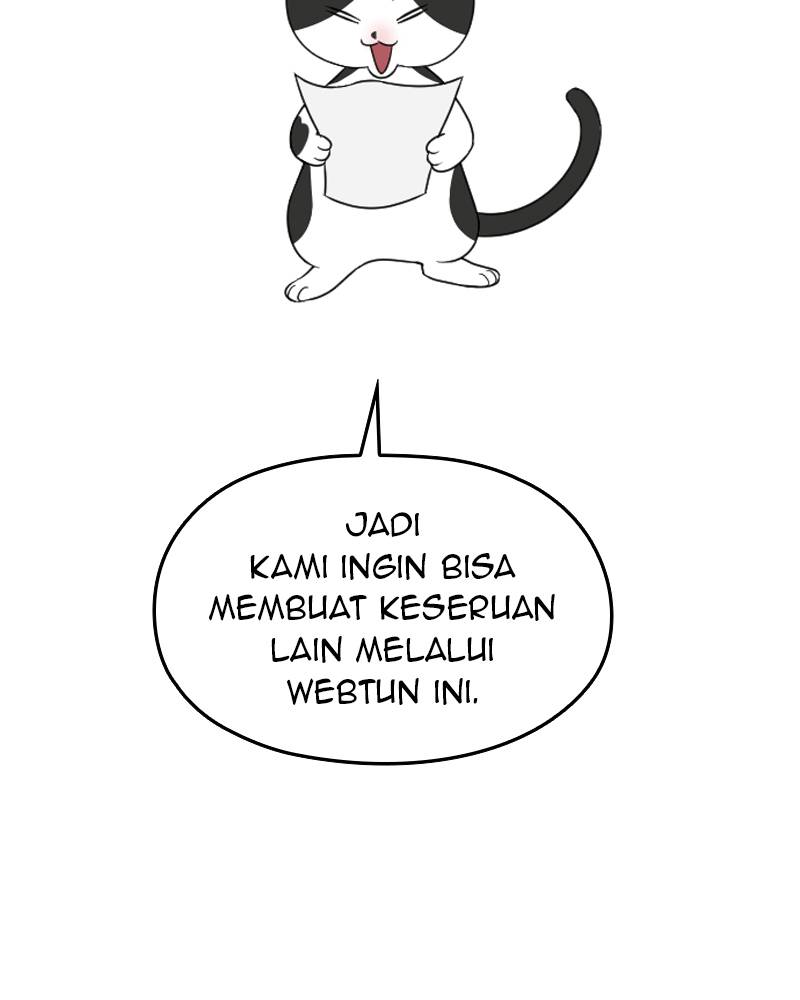 JADI
KAMI INGIN BISA
MEMBUAT KESERUAN
LAIN MELALUI
WEBTUN INI.